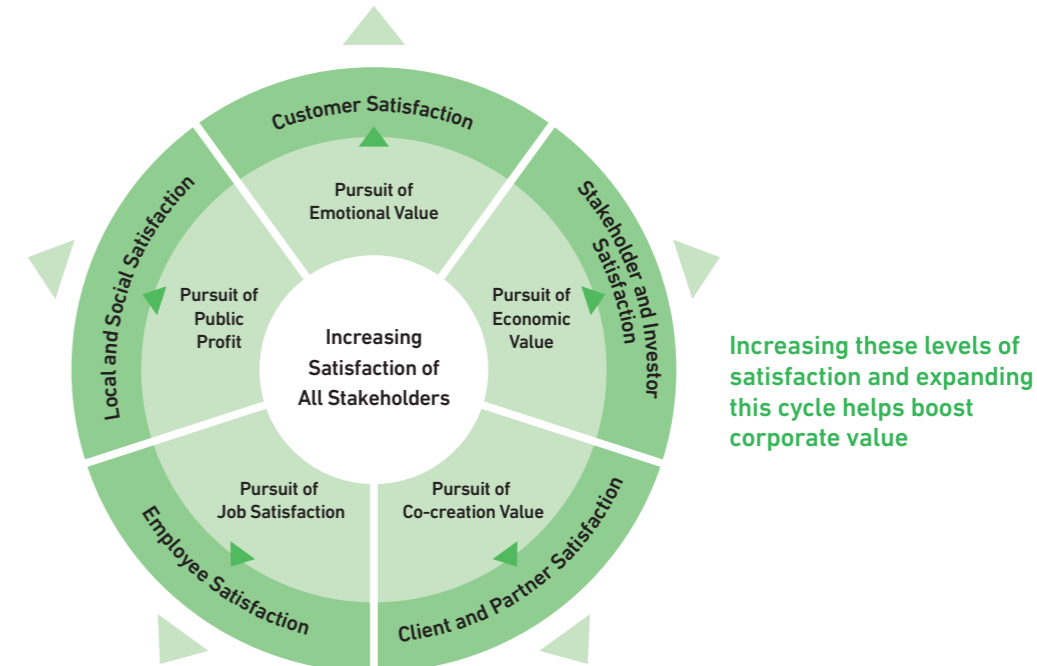 Customer Satisfaction
Pursuit of
Emotional Value
Stakeholder and Investor
Satisfaction
Pursuit of
Economic
Value
Client and Partner Satisfaction
Pursuit of
Co-creation Value
Employee Satisfaction
Pursuit of
Job Satisfaction
Local and Social Satisfaction
Pursuit of
Public
Profit
Increasing
Satisfaction of
All Stakeholders
Increasing these levels of
satisfaction and expanding
this cycle helps boost
corporate value